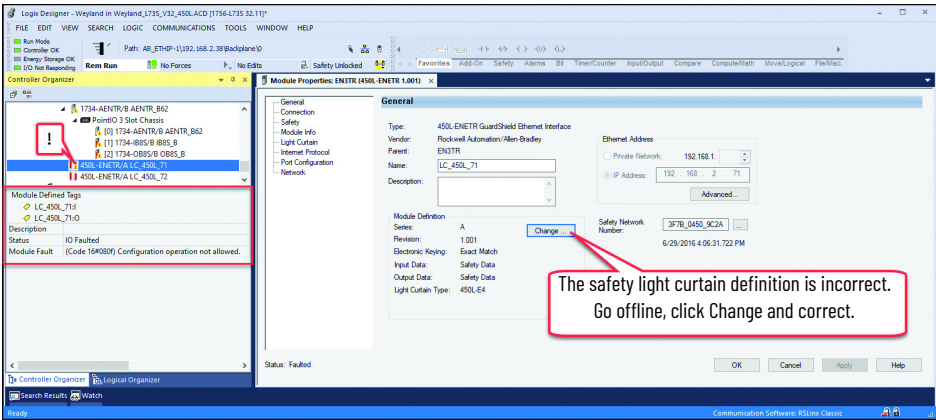 Logix Designer - Weyland in Weyland_L73S_V32_450L.ACD [1756-L73S 32.11]*
FILE EDIT VIEW SEARCH LOGIC COMMUNICATIONS TOOLS WINDOW HELP
Run Mode
Controller OK
Energy Storage OK
I/O Not Responding
Path: AB_ETHIP-1\192.168.2.38\Backplane\0
Rem Run
No Forces
No Edits
Safety Unlocked
Favorites Add-On Safety Alarms Bit Timer/Counter Input/Output Compare Compute/Math Move/Logical File/Misc
Controller Organizer
1734-AENTR/B AENTR_B62
PointIO 3 Slot Chassis
[0] 1734-AENTR/B AENTR_B62
[1] 1734-IB8S/B IB8S_B
[2] 1734-OB8S/B OB8S_B
450L-ENETR/A LC_450L_71
450L-ENETR/A LC_450L_72
!
Module Defined Tags
LC_450L_71:I
LC_450L_71:O
Description
Status IO Faulted
Module Fault (Code 16#080f) Configuration operation not allowed.
Controller Organizer
Logical Organizer
Search Results
Watch
Ready
Communication Software: RSLinx Classic
Module Properties: EN3TR (450L-ENETR 1.001) ×
General
Connection
Safety
Module Info
Light Curtain
Internet Protocol
Port Configuration
Network
General
Type: 450L-ENETR GuardShield Ethernet Interface
Vendor: Rockwell Automation/Allen-Bradley
Parent: EN3TR
Name: LC_450L_71
Description:
Ethernet Address
Private Network: 192.168.1.
IP Address: 192 . 168 . 2 . 71
Advanced...
Module Definition
Series: A
Change ...
Revision: 1.001
Electronic Keying: Exact Match
Input Data: Safety Data
Output Data: Safety Data
Light Curtain Type: 450L-E4
Safety Network
Number:
3F7B_0450_9C2A
...
6/29/2016 4:06:31.722 PM
The safety light curtain definition is incorrect.
Go offline, click Change and correct.
Status: Faulted
OK
Cancel
Apply
Help